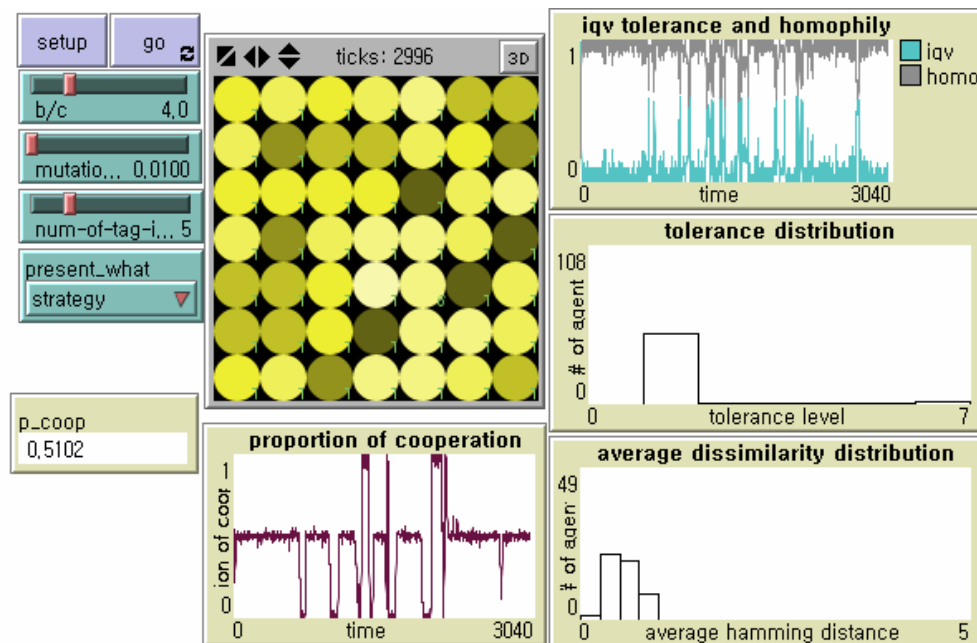 setup
go
b/c 4,0
mutatio... 0,0100
num-of-tag-i... 5
present_what
strategy
p_coop
0,5102
ticks: 2996
3D
proportion of cooperation
1
ion of coop
0
0
time
3040
iqv tolerance and homophily
1
0
0
time
3040
iqv
homo
tolerance distribution
108
# of agent
0
0
tolerance level
7
average dissimilarity distribution
49
# of agen
0
0
average hamming distance
5